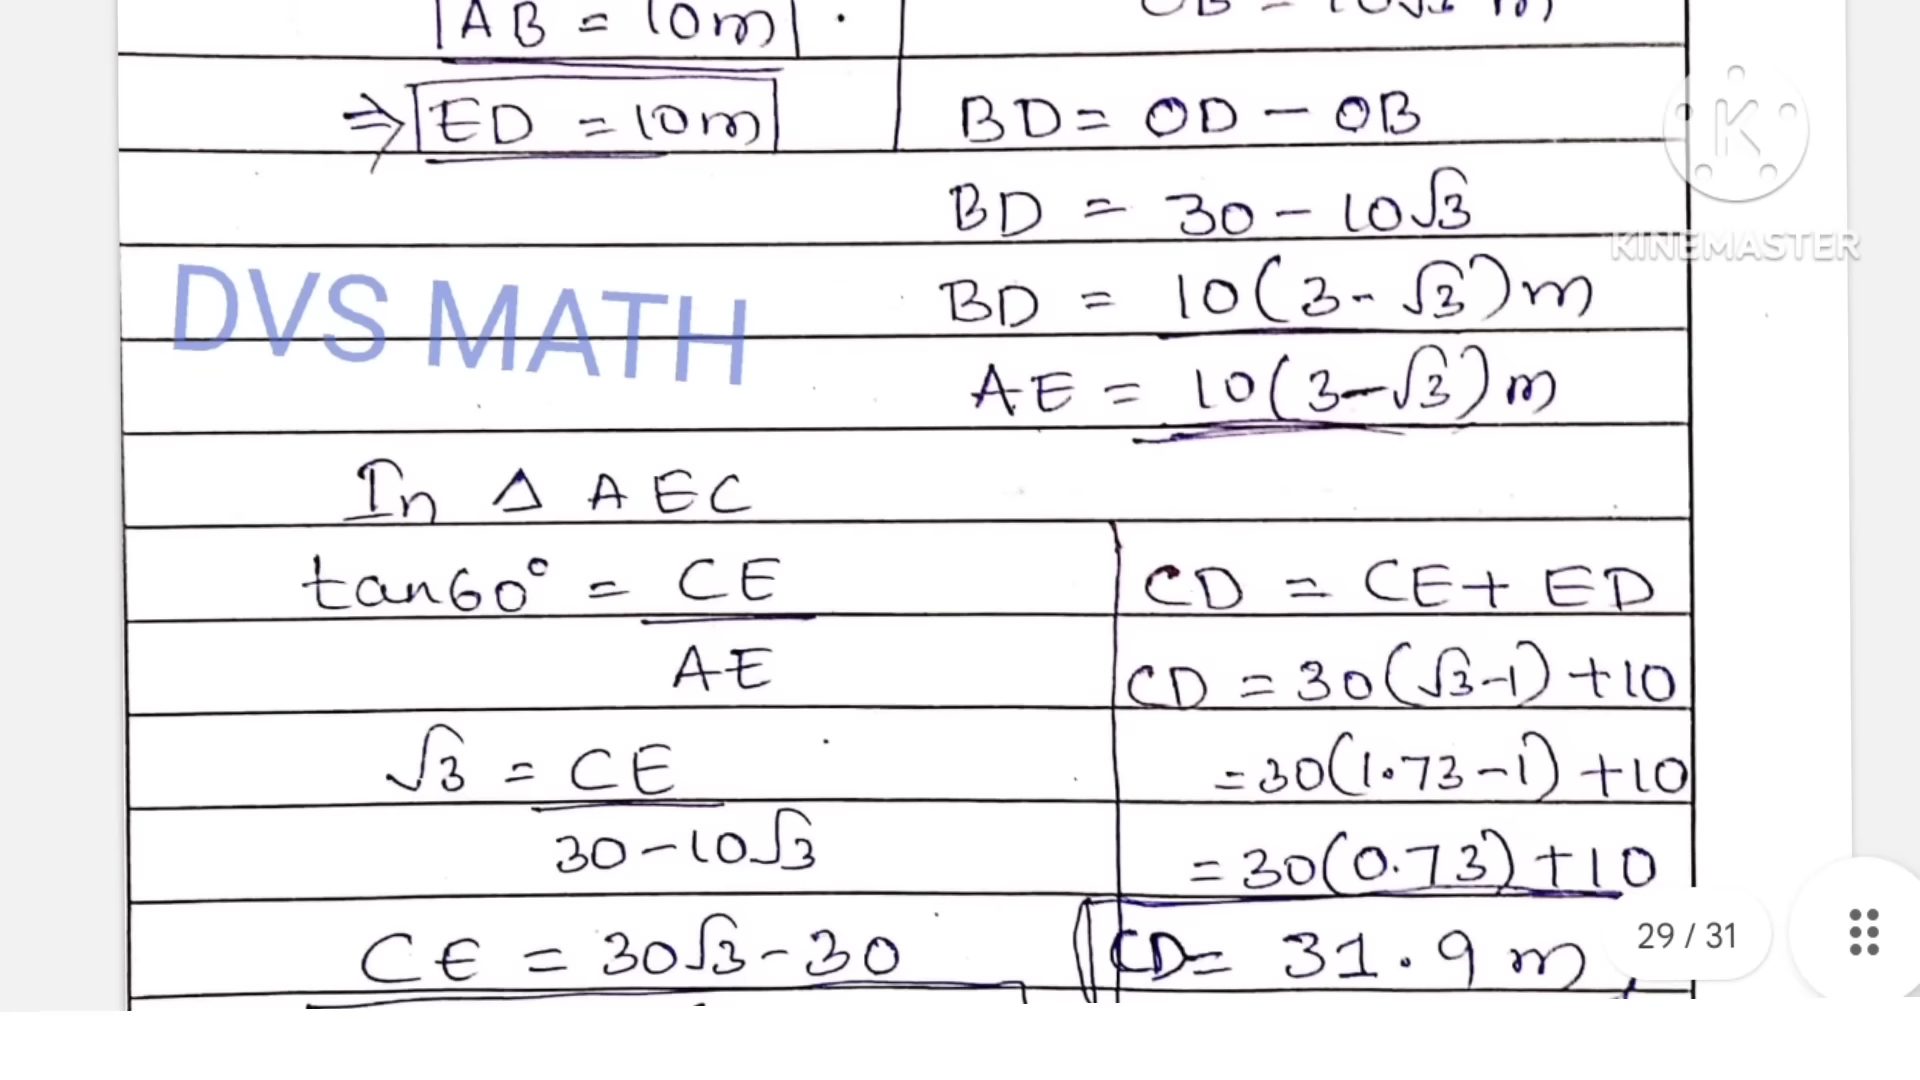 AB = 10m
⇒ ED = 10m
BD = OD - OB
BD = 30 - 10√3
BD = 10(3-√3)m
AE = 10(3-√3)m
KINEMASTER
DVS MATH
In Δ AEC
tan60° = CE
AE
√3 = CE
30-10√3
CE = 30√3-30
CD = CE + ED
CD = 30(√3-1) +10
=30(1.73-1) +10
=30(0.73) +10
CD= 31.9 m
29 / 31